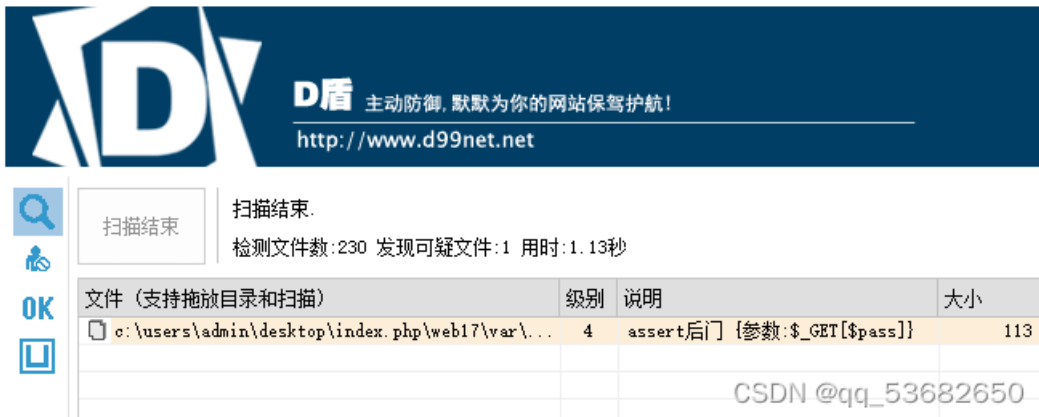 D
D盾 主动防御,默默为你的网站保驾护航!
http://www.d99net.net
扫描结束
扫描结束.
检测文件数:230 发现可疑文件:1 用时:1.13秒
OK
文件 (支持拖放目录和扫描) 级别 说明 大小
c:\users\admin\desktop\index.php\web17\var\... 4 assert后门 {参数:$_GET[$pass]} 113
CSDN @qq_53682650